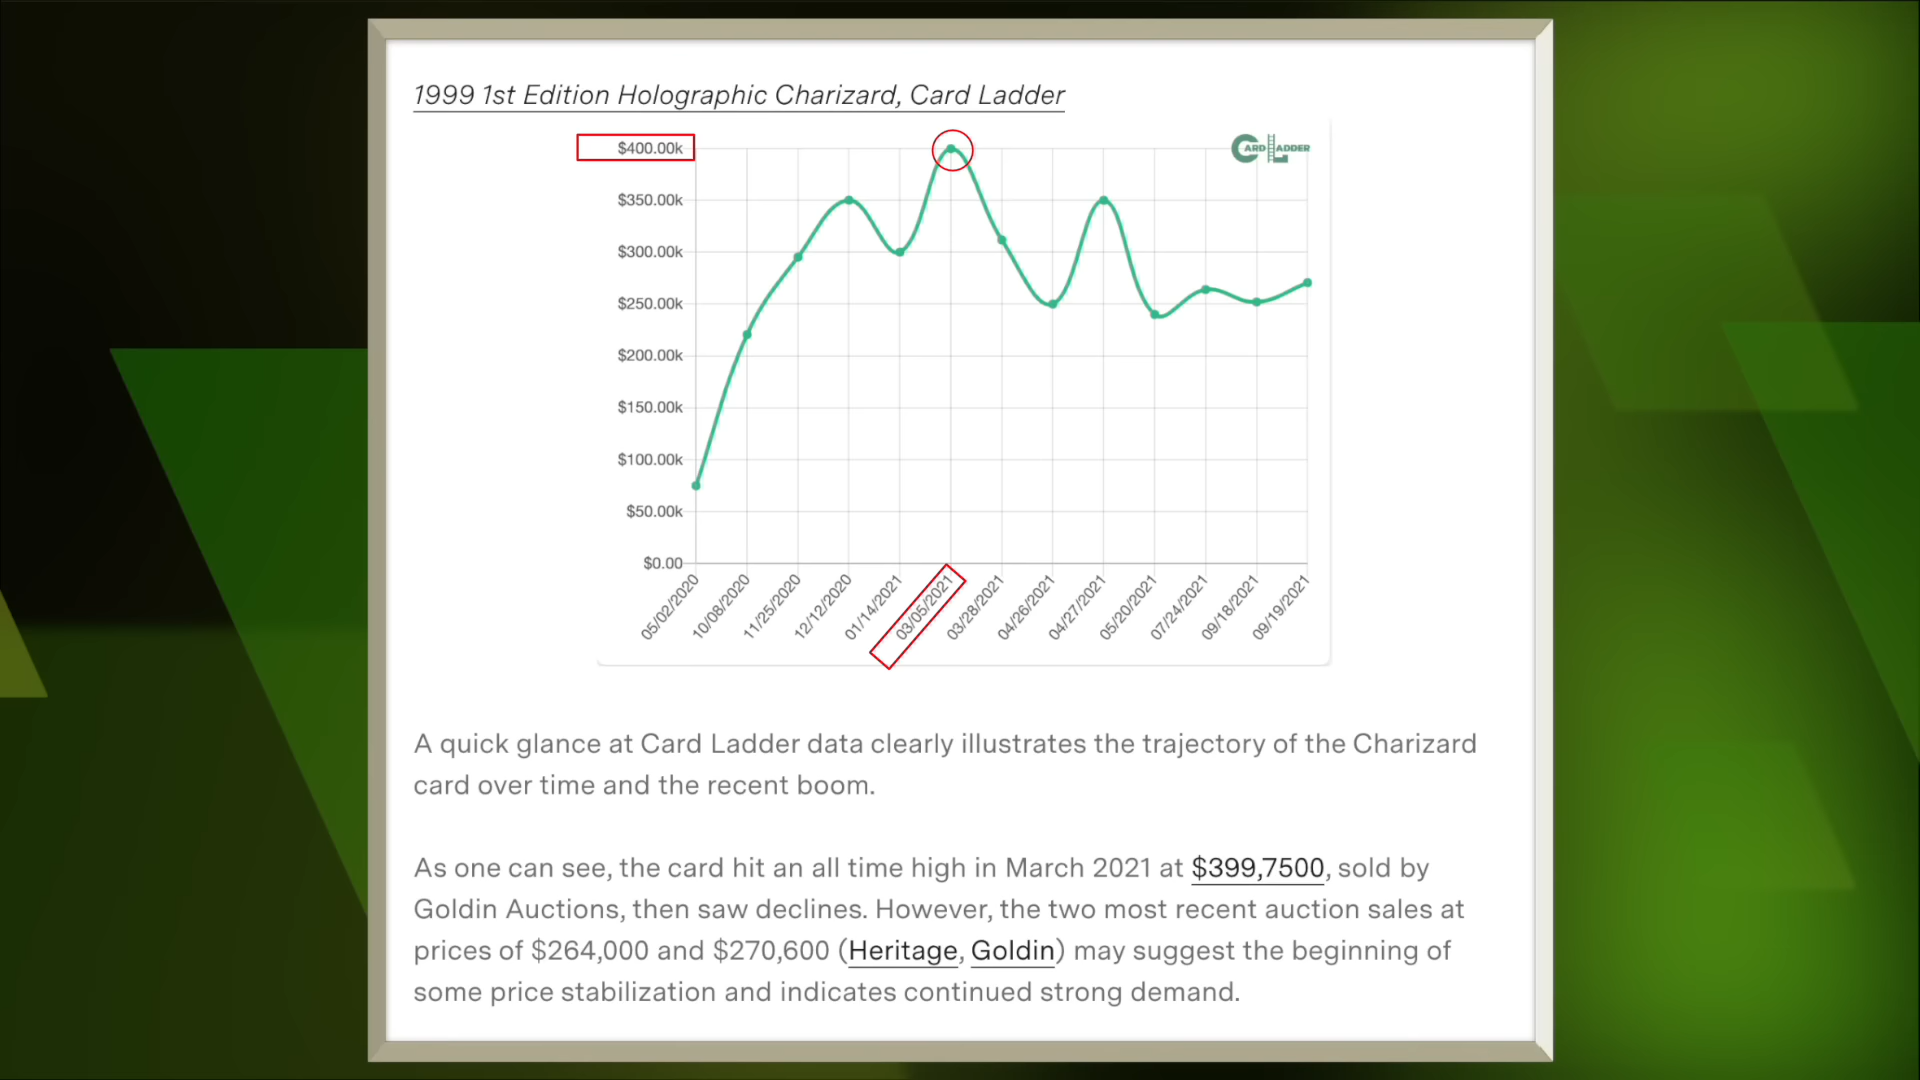 1999 1st Edition Holographic Charizard, Card Ladder
CARD LADDER
$400.00k
$350.00k
$300.00k
$250.00k
$200.00k
$150.00k
$100.00k
$50.00k
$0.00
05/02/2020
10/08/2020
11/25/2020
12/12/2020
01/14/2021
03/05/2021
03/28/2021
04/26/2021
04/27/2021
05/20/2021
07/24/2021
09/18/2021
09/19/2021
A quick glance at Card Ladder data clearly illustrates the trajectory of the Charizard
card over time and the recent boom.
As one can see, the card hit an all time high in March 2021 at $399,7500, sold by
Goldin Auctions, then saw declines. However, the two most recent auction sales at
prices of $264,000 and $270,600 (Heritage, Goldin) may suggest the beginning of
some price stabilization and indicates continued strong demand.